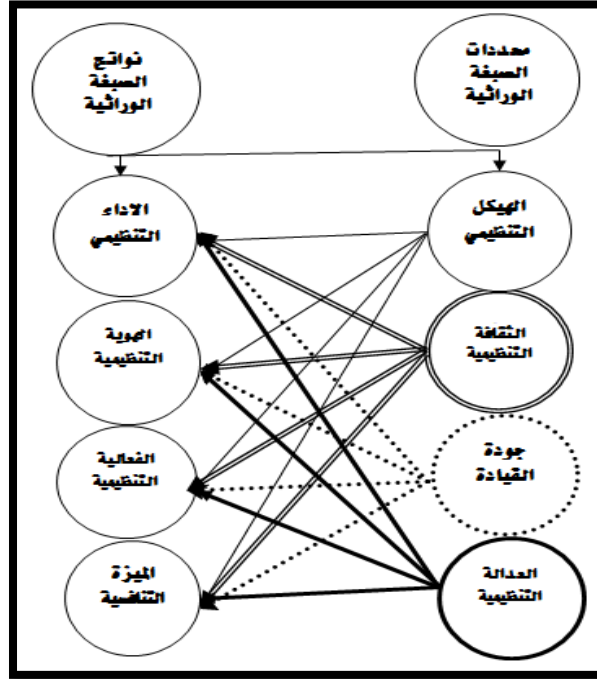 محددات
الصبغة
الوراثية
نواتج
الصبغة
الوراثية
الهيكل
التنظيمي
الاداء
التنظيمي
الثقافة
التنظيمية
الهوية
التنظيمية
جودة
القيادة
الفعالية
التنظيمية
العدالة
التنظيمية
الميزة
التنافسية